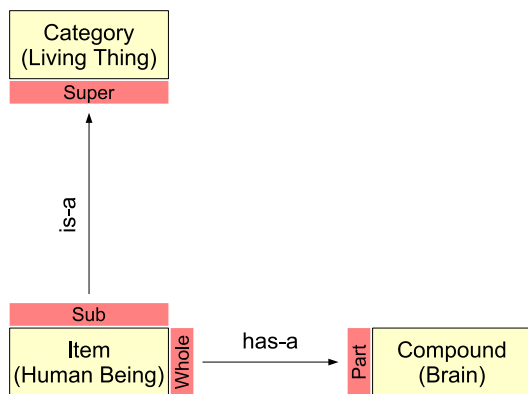 Category
(Living Thing)
Super
is-a
Sub
Item
(Human Being)
Whole
has-a
Part
Compound
(Brain)